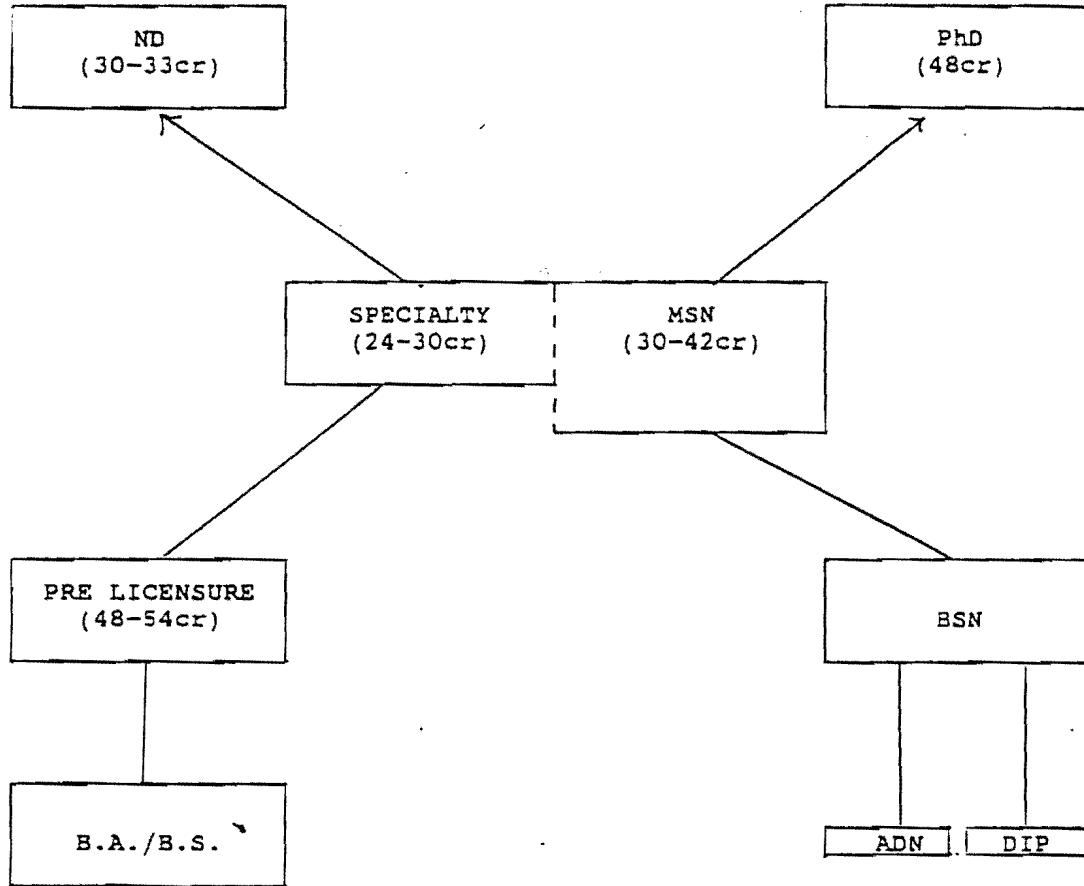 ND
(30-33cr)
PhD
(48cr)
SPECIALTY
(24-30cr)
MSN
(30-42cr)
PRE LICENSURE
(48-54cr)
BSN
B.A./B.S.
ADN
DIP